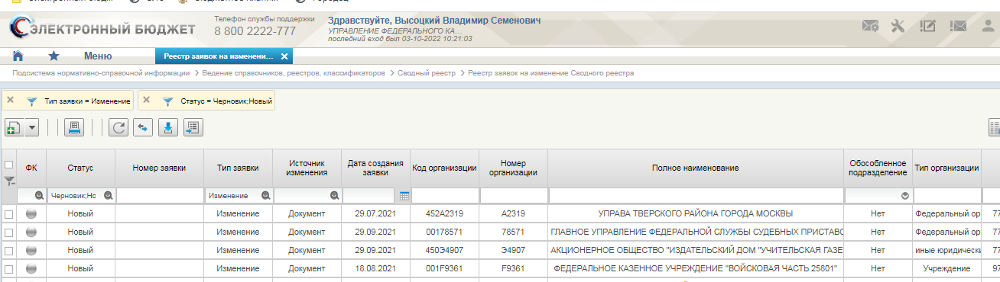 ЭЛЕКТРОННЫЙ БЮДЖЕТ
Телефон службы поддержки
8 800 2222-777
Здравствуйте, Высоцкий Владимир Семенович
УПРАВЛЕНИЕ ФЕДЕРАЛЬНОГО КА...
последний вход был 03-10-2022 10:21:03
Меню Реестр заявок на изменени...
Подсистема нормативно-справочной информации > Ведение справочников, реестров, классификаторов > Сводный реестр > Реестр заявок на изменение Сводного реестра
Тип заявки = Изменение Статус = Черновик;Новый
ФК Статус Номер заявки Тип заявки Источник изменения Дата создания заявки Код организации Номер организации Полное наименование Обособленное подразделение Тип организации
Черновик;Но Изменение
Новый Изменение Документ 29.07.2021 452A2319 A2319 УПРАВА ТВЕРСКОГО РАЙОНА ГОРОДА МОСКВЫ Нет Федеральный ор 77
Новый Изменение Документ 29.09.2021 00178571 78571 ГЛАВНОЕ УПРАВЛЕНИЕ ФЕДЕРАЛЬНОЙ СЛУЖБЫ СУДЕБНЫХ ПРИСТАВО Нет Федеральный ор 77
Новый Изменение Документ 29.09.2021 450Э4907 Э4907 АКЦИОНЕРНОЕ ОБЩЕСТВО "ИЗДАТЕЛЬСКИЙ ДОМ "УЧИТЕЛЬСКАЯ ГАЗЕ Нет иные юридически 77
Новый Изменение Документ 18.08.2021 001F9361 F9361 ФЕДЕРАЛЬНОЕ КАЗЕННОЕ УЧРЕЖДЕНИЕ "ВОЙСКОВАЯ ЧАСТЬ 25801" Нет Учреждение 97